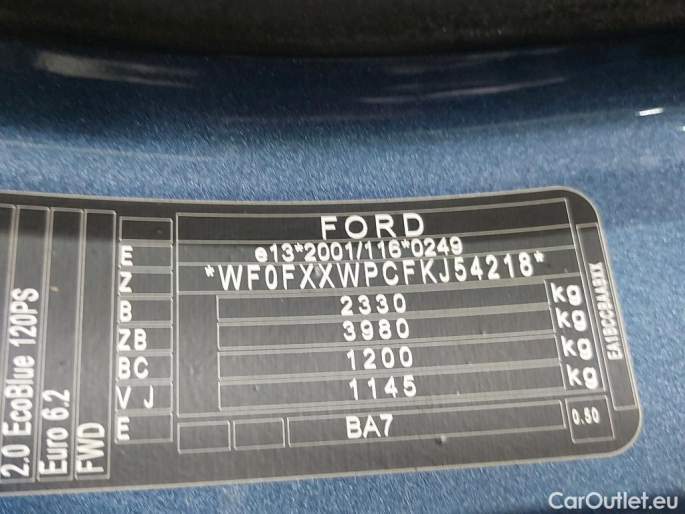 FORD
E e13*2001/116*0249
Z *WF0FXXWPCFKJ54218*
B 2330 kg
ZB 3980 kg
BC 1200 kg
V J 1145 kg
E BA7 0.50
2.0 EcoBlue 120PS
Euro 6.2
FWD
CarOutlet.eu